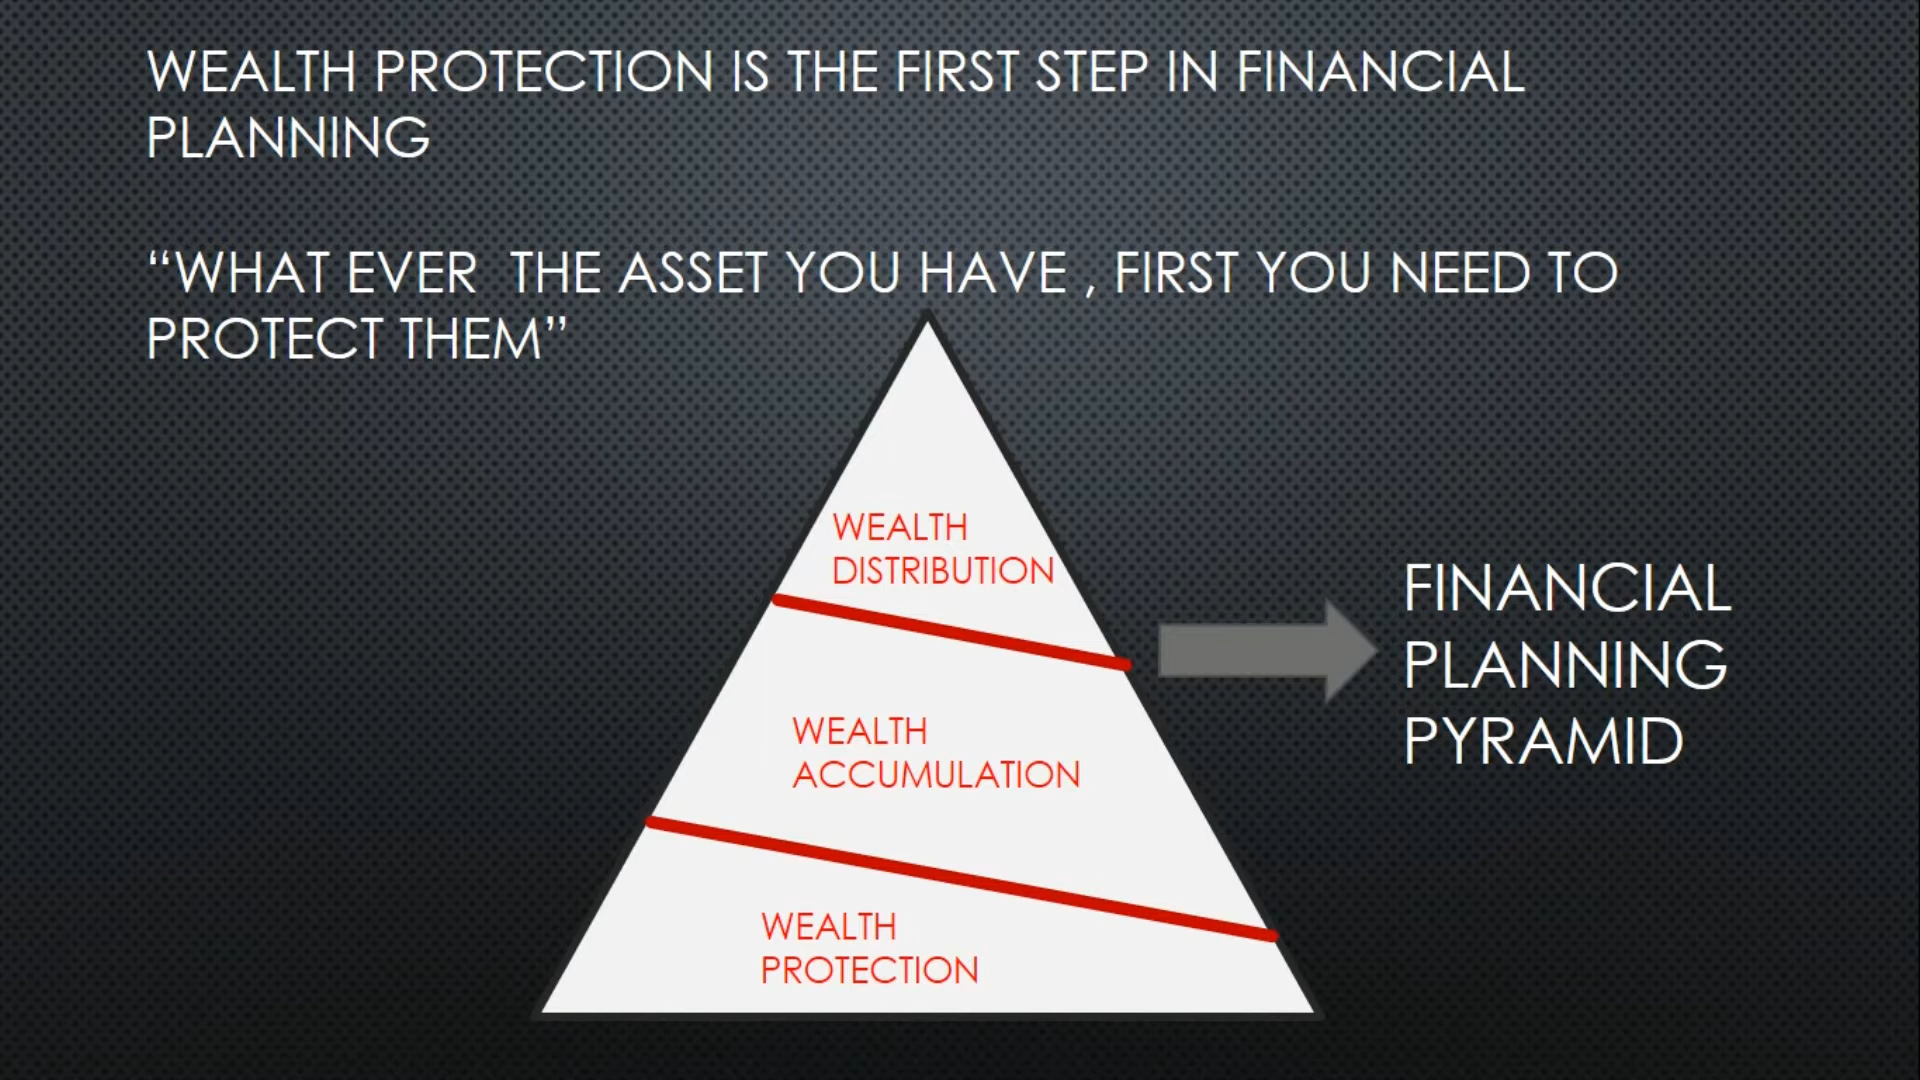 WEALTH PROTECTION IS THE FIRST STEP IN FINANCIAL
PLANNING
“WHAT EVER THE ASSET YOU HAVE , FIRST YOU NEED TO
PROTECT THEM”
WEALTH
DISTRIBUTION
WEALTH
ACCUMULATION
WEALTH
PROTECTION
FINANCIAL
PLANNING
PYRAMID